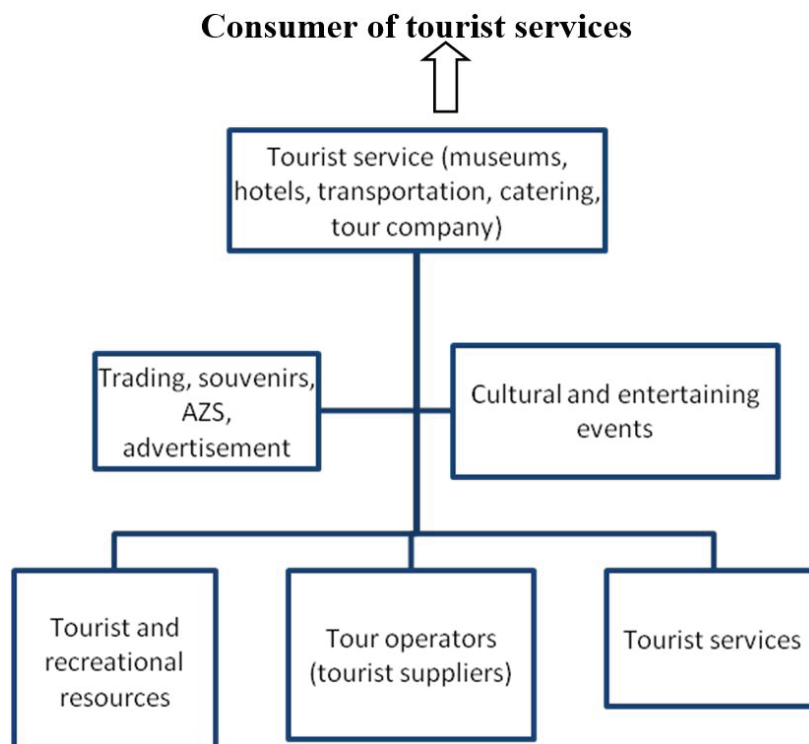 Consumer of tourist services
Tourist service (museums,
hotels, transportation, catering,
tour company)
Trading, souvenirs,
AZS,
advertisement
Cultural and entertaining
events
Tourist and
recreational
resources
Tour operators
(tourist suppliers)
Tourist services